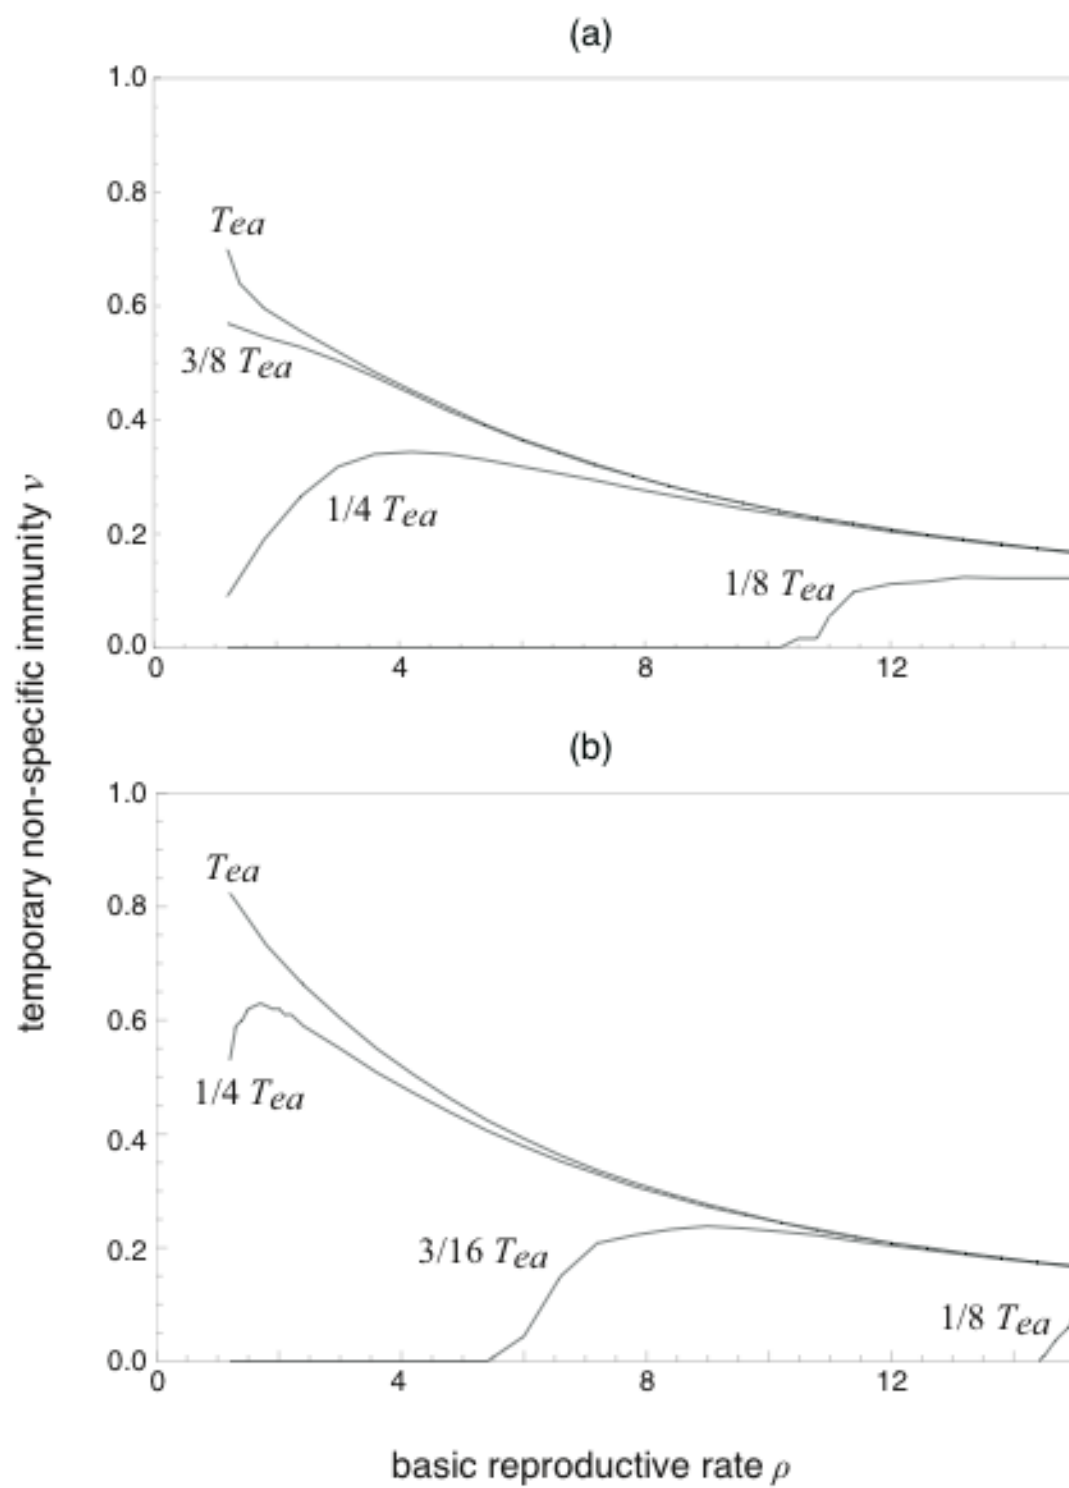 (a)
1.0
0.8
0.6
0.4
0.2
0.0
Tea
3/8 Tea
1/4 Tea
1/8 Tea
0 4 8 12
temporary non-specific immunity ν
(b)
1.0
0.8
0.6
0.4
0.2
0.0
Tea
1/4 Tea
3/16 Tea
1/8 Tea
0 4 8 12
basic reproductive rate ρ